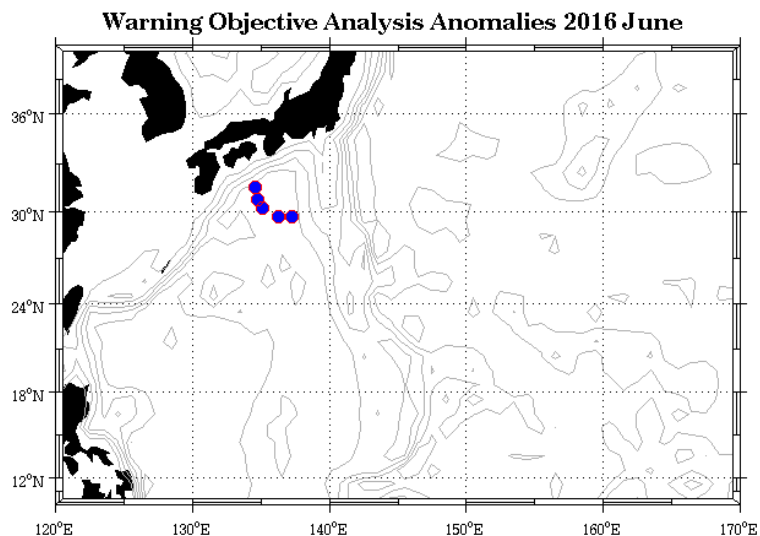 Warning Objective Analysis Anomalies 2016 June
36°N
30°N
24°N
18°N
12°N
120°E 130°E 140°E 150°E 160°E 170°E